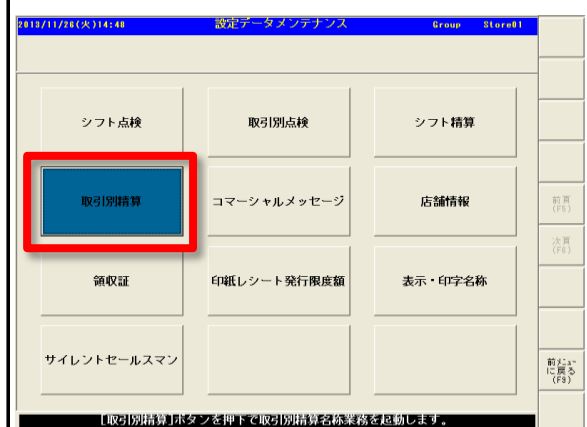 2013/11/26(火)14:48 設定データメンテナンス Group Store01
シフト点検 取引別点検 シフト精算
取引別精算 コマーシャルメッセージ 店舗情報
前頁
(F5)
次頁
(F6)
領収証 印紙レシート発行限度額 表示・印字名称
サイレントセールスマン
前ﾒﾆｭｰ
に戻る
(F9)
[取引別精算]ボタンを押下で取引別精算名称業務を起動します。